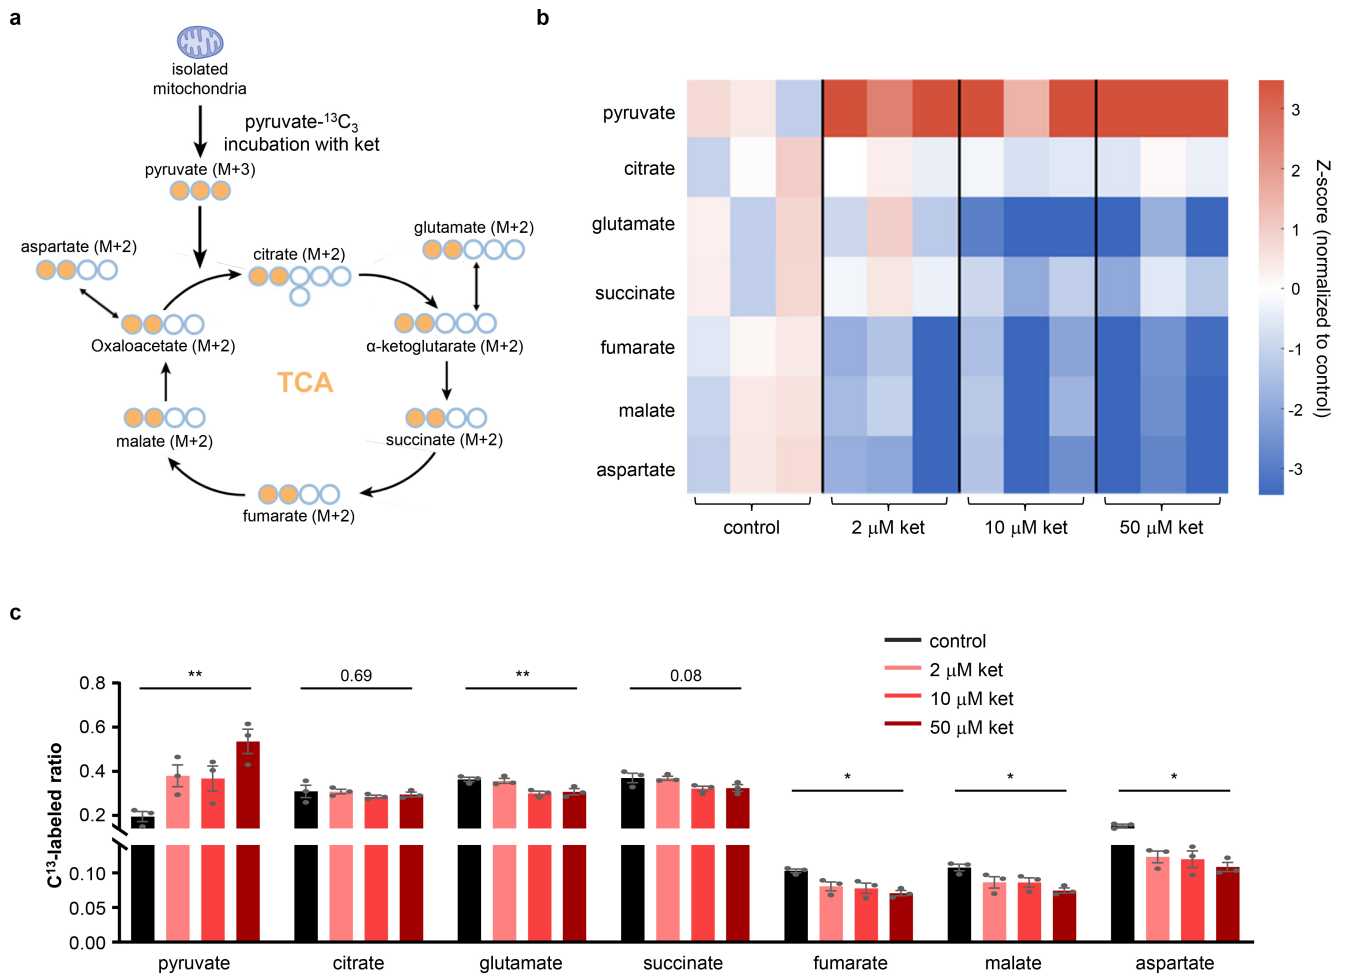 a
isolated
mitochondria
pyruvate-¹³C₃
incubation with ket
pyruvate (M+3)
aspartate (M+2)
citrate (M+2)
glutamate (M+2)
Oxaloacetate (M+2)
α-ketoglutarate (M+2)
TCA
malate (M+2)
succinate (M+2)
fumarate (M+2)
b
pyruvate
citrate
glutamate
succinate
fumarate
malate
aspartate
control
2 μM ket
10 μM ket
50 μM ket
3
2
1
0
-1
-2
-3
Z-score (normalized to control)
c
control
2 μM ket
10 μM ket
50 μM ket
C¹³-labeled ratio
0.8
0.6
0.4
0.2
0.10
0.05
0.00
**
0.69
**
0.08
*
*
*
pyruvate
citrate
glutamate
succinate
fumarate
malate
aspartate